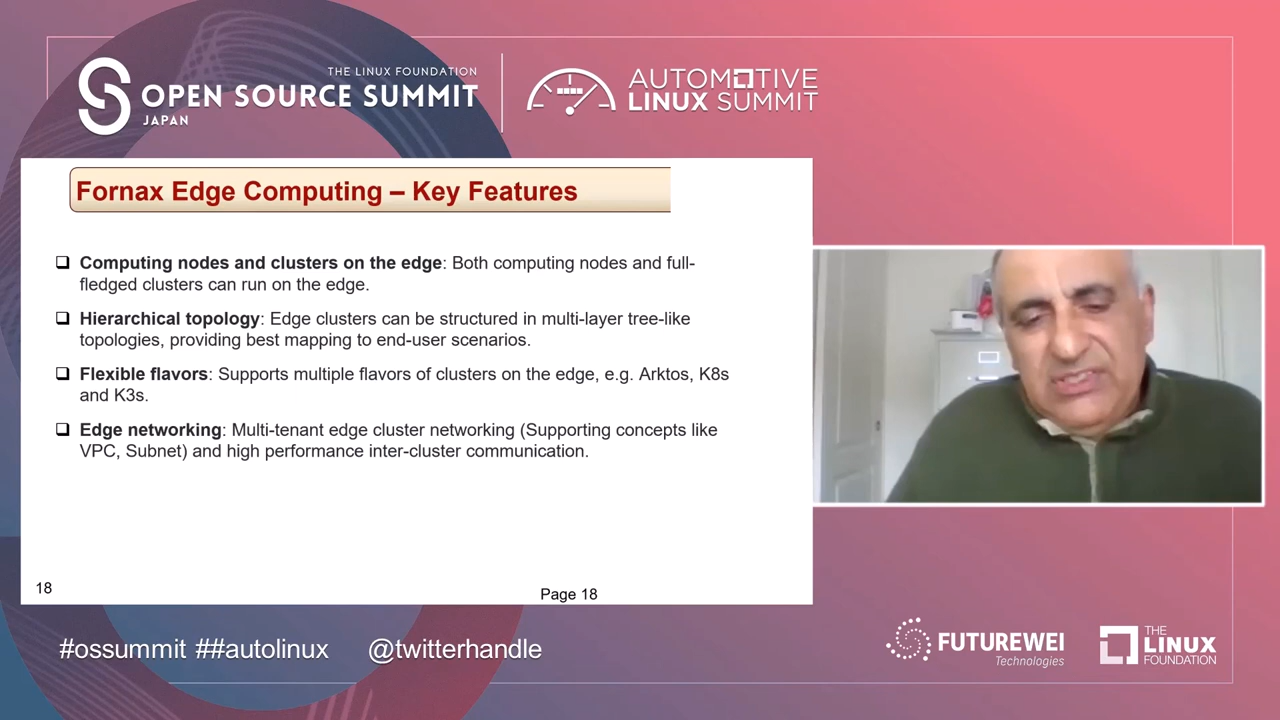 THE LINUX FOUNDATION
OPEN SOURCE SUMMIT
JAPAN
AUTOMOTIVE
LINUX SUMMIT
Fornax Edge Computing – Key Features
Computing nodes and clusters on the edge: Both computing nodes and full-
fledged clusters can run on the edge.
Hierarchical topology: Edge clusters can be structured in multi-layer tree-like
topologies, providing best mapping to end-user scenarios.
Flexible flavors: Supports multiple flavors of clusters on the edge, e.g. Arktos, K8s
and K3s.
Edge networking: Multi-tenant edge cluster networking (Supporting concepts like
VPC, Subnet) and high performance inter-cluster communication.
18
Page 18
#ossummit ##autolinux @twitterhandle
FUTUREWEI
Technologies
THE
LINUX
FOUNDATION